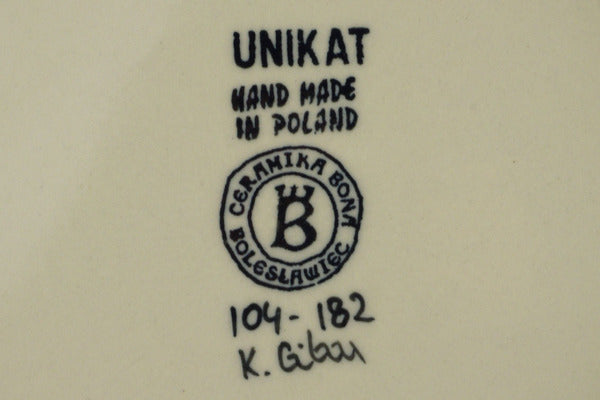 UNIKAT
HAND MADE
IN POLAND
CERAMIKA BONA
B
BOLESŁAWIEC
104-182
K.